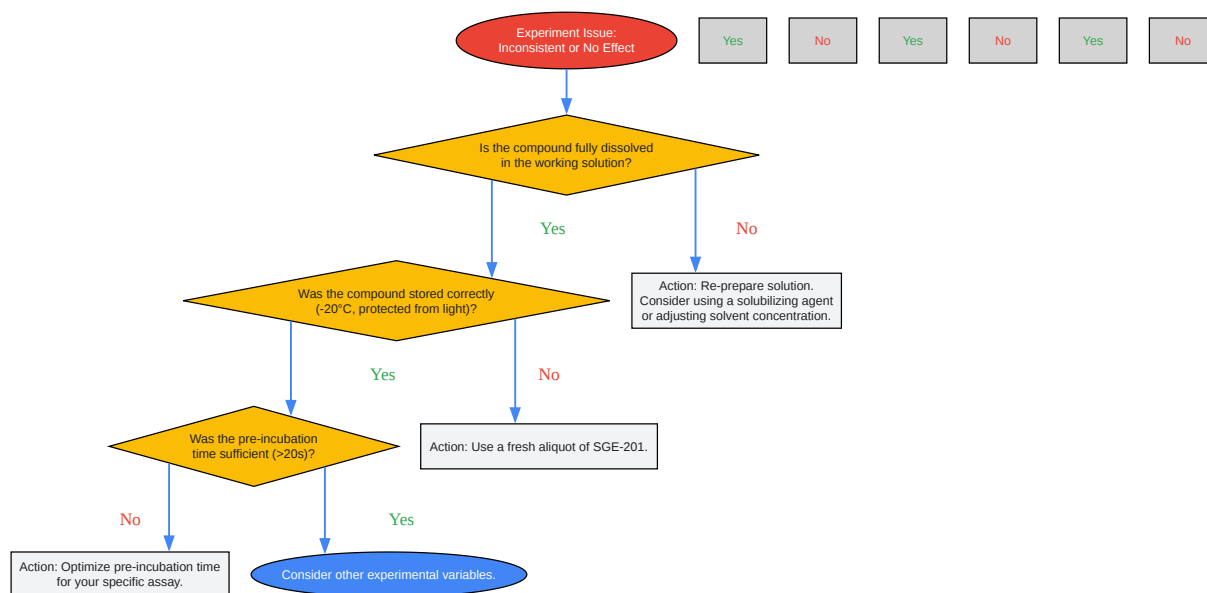 Experiment Issue:
Inconsistent or No Effect
Yes
No
Yes
No
Yes
No
Is the compound fully dissolved
in the working solution?
Yes
No
Was the compound stored correctly
(-20°C, protected from light)?
Action: Re-prepare solution.
Consider using a solubilizing agent
or adjusting solvent concentration.
Yes
No
Was the pre-incubation
time sufficient (>20s)?
Action: Use a fresh aliquot of SGE-201.
No
Yes
Action: Optimize pre-incubation time
for your specific assay.
Consider other experimental variables.